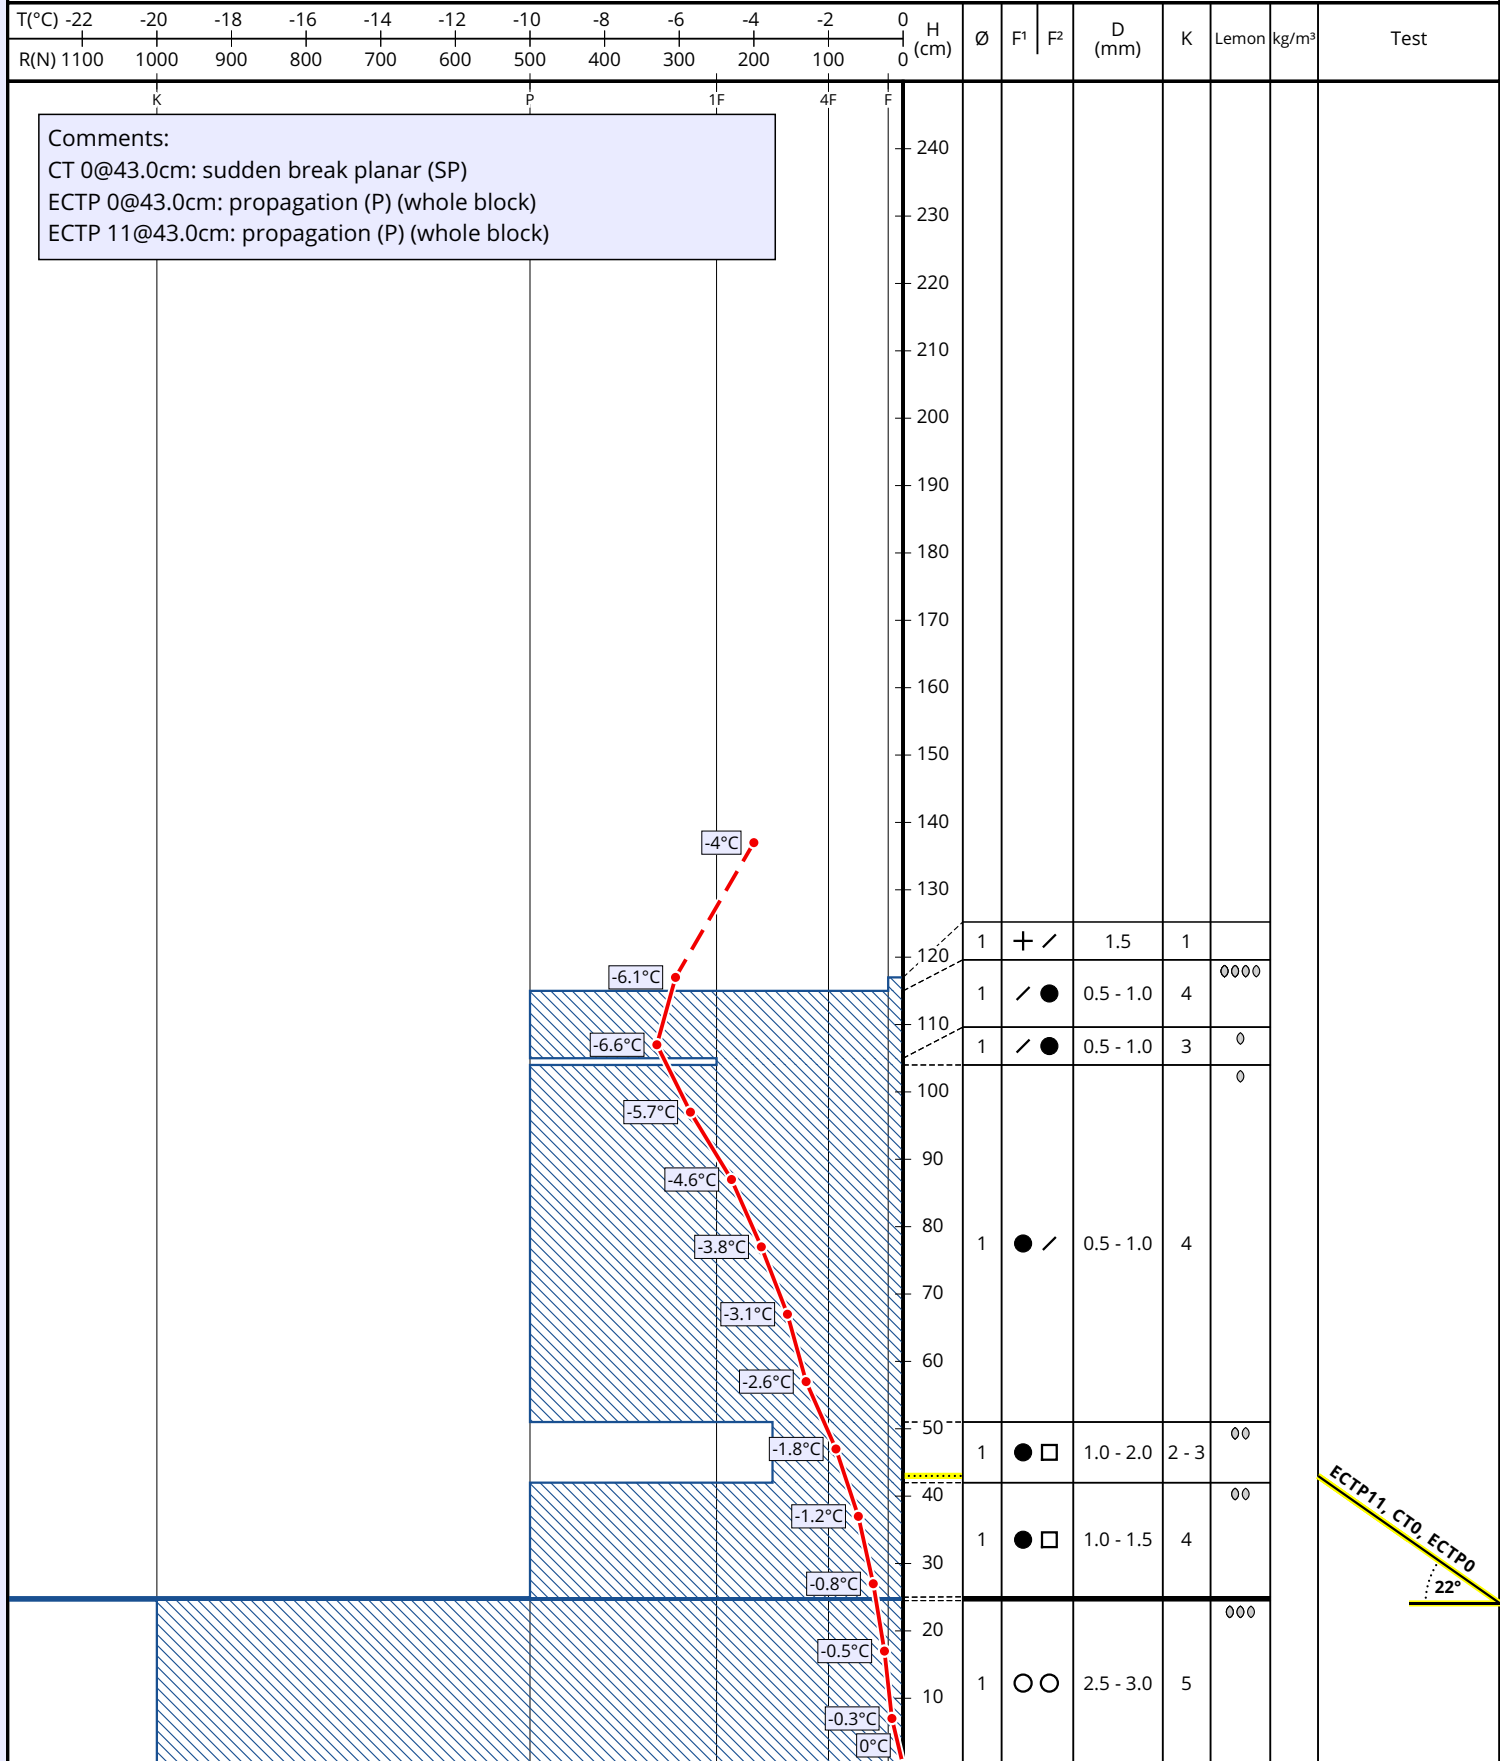 T(°C) -22 -20 -18 -16 -14 -12 -10 -8 -6 -4 -2 0
R(N) 1100 1000 900 800 700 600 500 400 300 200 100 0
H (cm) Ø F¹ F² D (mm) K Lemon kg/m³ Test
K P 1F 4F F
Comments:
CT 0@43.0cm: sudden break planar (SP)
ECTP 0@43.0cm: propagation (P) (whole block)
ECTP 11@43.0cm: propagation (P) (whole block)
240
230
220
210
200
190
180
170
160
150
140
-4°C
130
120
1 1.5 1
-6.1°C
1 0.5 - 1.0 4
110
-6.6°C
1 0.5 - 1.0 3
100
-5.7°C
90
-4.6°C
80
-3.8°C
1 0.5 - 1.0 4
70
-3.1°C
60
-2.6°C
50
-1.8°C
1 1.0 - 2.0 2 - 3
40
-1.2°C
1 1.0 - 1.5 4
ECTP11, CT0, ECTP0
30
-0.8°C
22°
20
-0.5°C
1 2.5 - 3.0 5
10
-0.3°C
0°C